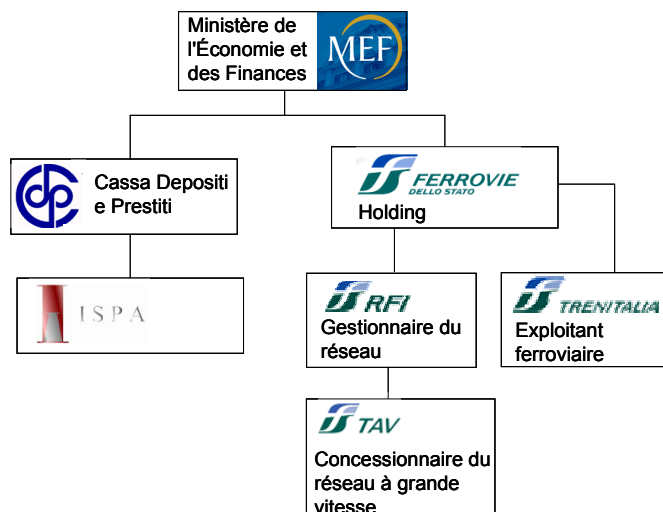 Ministère de
l'Économie et
des Finances
MEF
cdp
Cassa Depositi
e Prestiti
FERROVIE
DELLO STATO
Holding
ISPA
RFI
Gestionnaire du
réseau
TRENITALIA
Exploitant
ferroviaire
TAV
Concessionnaire du
réseau à grande
vitesse